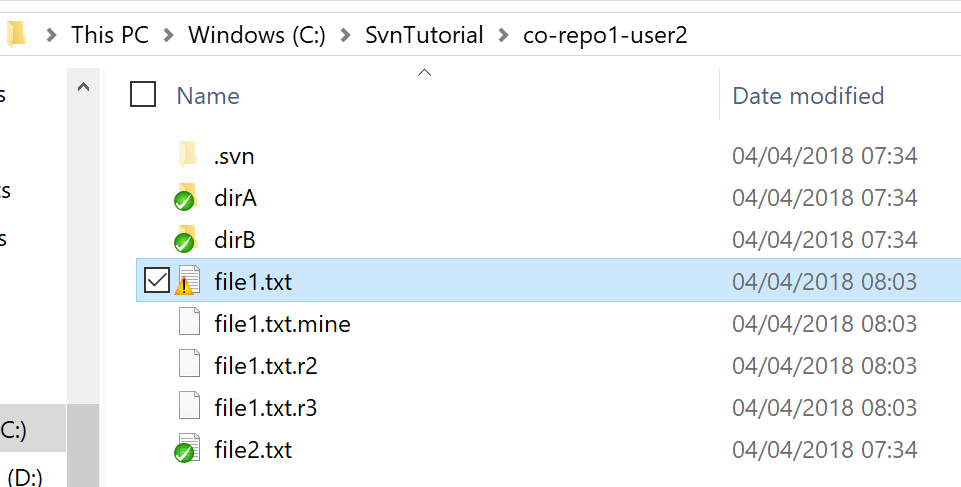 This PC > Windows (C:) > SvnTutorial > co-repo1-user2
Name Date modified
s
.svn 04/04/2018 07:34
ts dirA 04/04/2018 07:34
s dirB 04/04/2018 07:34
file1.txt 04/04/2018 08:03
file1.txt.mine 04/04/2018 08:03
file1.txt.r2 04/04/2018 08:03
file1.txt.r3 04/04/2018 08:03
C:)
file2.txt 04/04/2018 07:34
(D:)